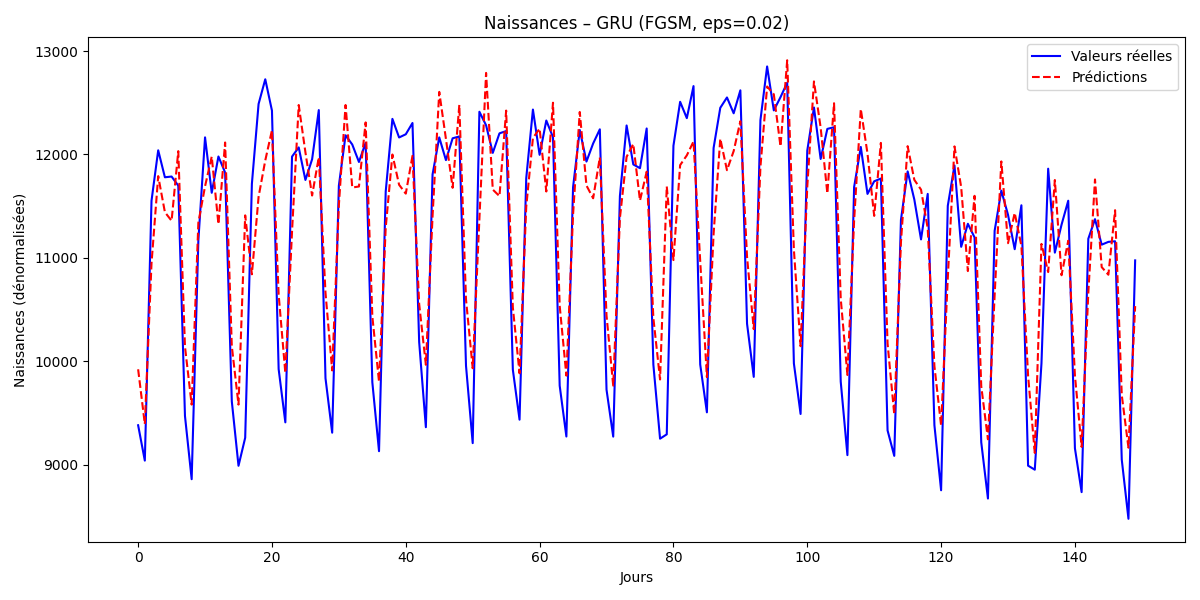 Naissances – GRU (FGSM, eps=0.02)
Valeurs réelles
Prédictions
Naissances (dénormalisées)
13000
12000
11000
10000
9000
0 20 40 60 80 100 120 140
Jours